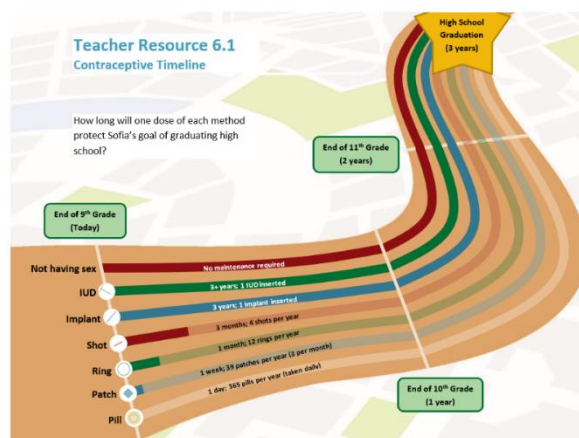 High School
Graduation
(3 years)
Teacher Resource 6.1
Contraceptive Timeline
How long will one dose of each method
protect Sofia's goal of graduating high
school?
End of 11th Grade
(2 years)
End of 9th Grade
(Today)
Not having sex
No maintenance required
IUD
3+ years; 1 IUD inserted
Implant
3 years; 1 implant inserted
Shot
3 months; 4 shots per year
Ring
1 month; 12 rings per year
Patch
1 week; 39 patches per year (3 per month)
Pill
1 day; 365 pills per year (taken daily)
End of 10th Grade
(1 year)